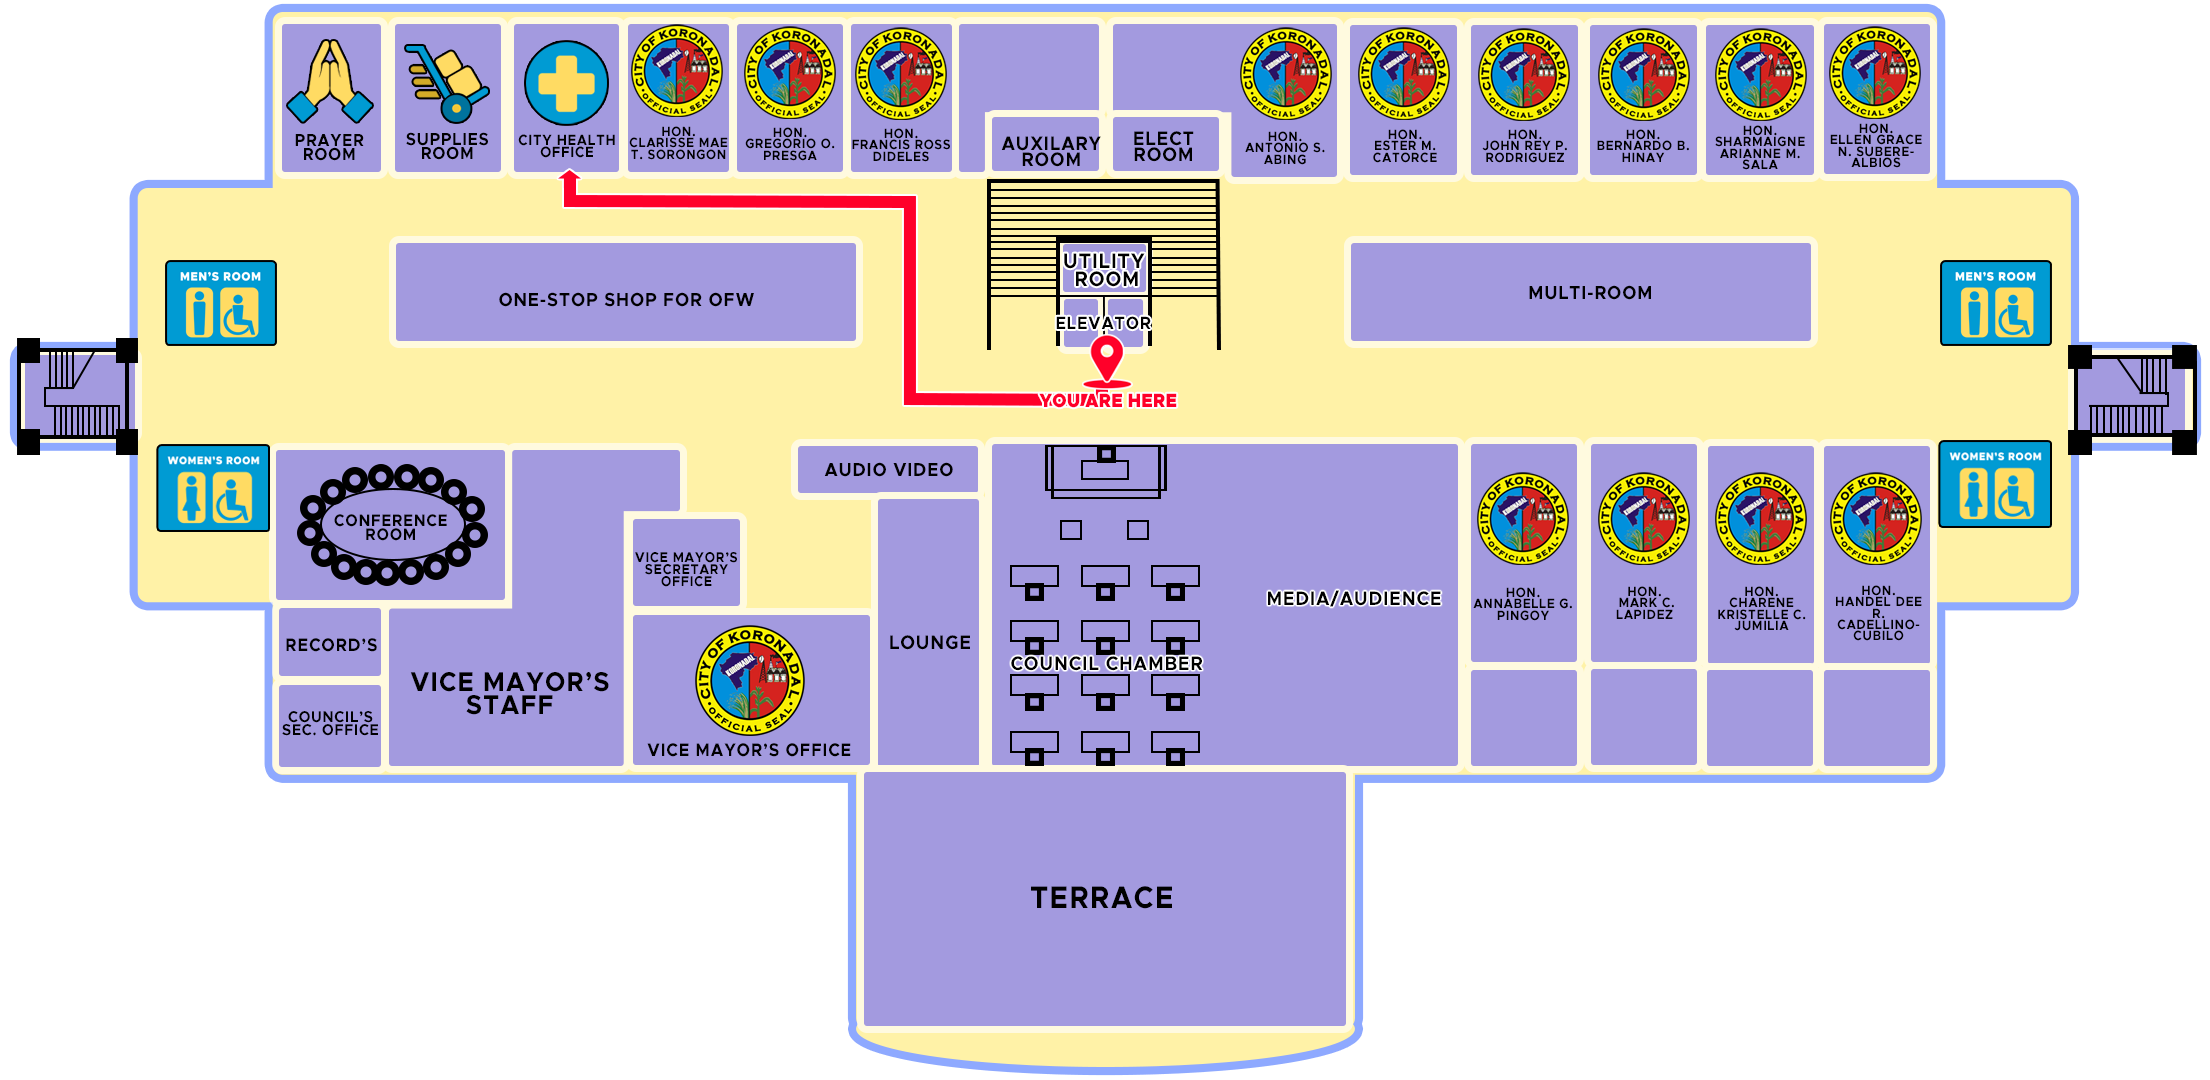 PRAYER
ROOM
SUPPLIES
ROOM
CITY HEALTH
OFFICE
CITY OF KORONADAL
OFFICIAL SEAL
HON.
CLARISSE MAE
T. SORONGON
CITY OF KORONADAL
OFFICIAL SEAL
HON.
GREGORIO O.
PRESGA
CITY OF KORONADAL
OFFICIAL SEAL
HON.
FRANCIS ROSS
DIDELES
AUXILARY
ROOM
ELECT
ROOM
CITY OF KORONADAL
OFFICIAL SEAL
HON.
ANTONIO S.
ABING
CITY OF KORONADAL
OFFICIAL SEAL
HON.
ESTER M.
CATORCE
CITY OF KORONADAL
OFFICIAL SEAL
HON.
JOHN REY P.
RODRIGUEZ
CITY OF KORONADAL
OFFICIAL SEAL
HON.
BERNARDO B.
HINAY
CITY OF KORONADAL
OFFICIAL SEAL
HON.
SHARMAIGNE
ARIANNE M.
SALA
CITY OF KORONADAL
OFFICIAL SEAL
HON.
ELLEN GRACE
N. SUBERE-
ALBIOS
MEN'S ROOM
ONE-STOP SHOP FOR OFW
UTILITY
ROOM
ELEVATOR
YOU ARE HERE
MULTI-ROOM
MEN'S ROOM
WOMEN'S ROOM
CONFERENCE
ROOM
RECORD'S
COUNCIL'S
SEC. OFFICE
VICE MAYOR'S
STAFF
VICE MAYOR'S
SECRETARY
OFFICE
CITY OF KORONADAL
KORONADAL
OFFICIAL SEAL
VICE MAYOR'S OFFICE
AUDIO VIDEO
LOUNGE
COUNCIL CHAMBER
MEDIA/AUDIENCE
CITY OF KORONADAL
OFFICIAL SEAL
HON.
ANNABELLE G.
PINGOY
CITY OF KORONADAL
OFFICIAL SEAL
HON.
MARK C.
LAPIDEZ
CITY OF KORONADAL
OFFICIAL SEAL
HON.
CHARENE
KRISTELLE C.
JUMILIA
CITY OF KORONADAL
OFFICIAL SEAL
HON.
HANDEL DEE
R.
CADELLINO-
CUBILO
WOMEN'S ROOM
TERRACE